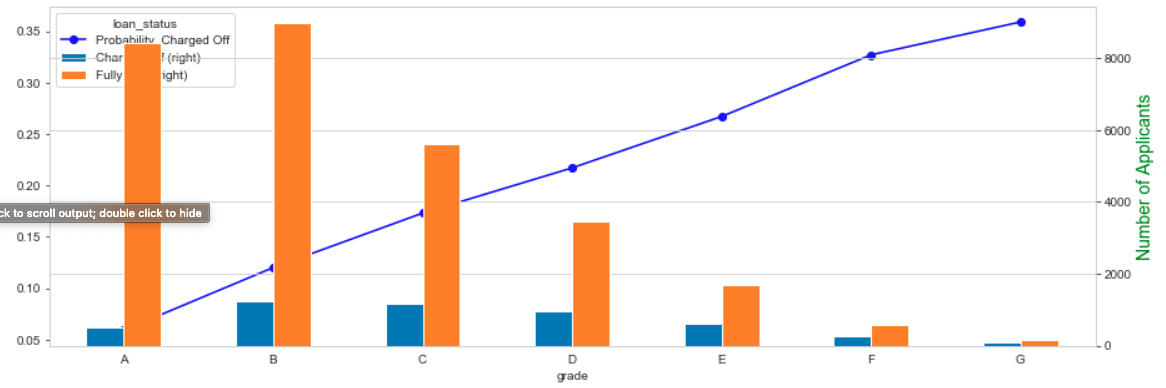 loan_status
Probability_Charged Off
(right)
Fully
right)
0.35
0.30
0.25
0.20
0.15
0.10
0.05
8000
6000
4000
2000
0
Number of Applicants
ck to scroll output; double click to hide
A B C D E F G
grade